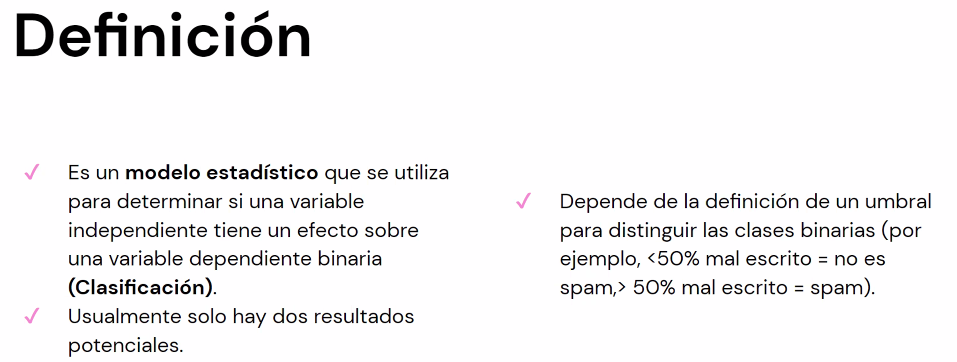 Definición
✓ Es un modelo estadístico que se utiliza
para determinar si una variable
independiente tiene un efecto sobre
una variable dependiente binaria
(Clasificación).
✓ Usualmente solo hay dos resultados
potenciales.
✓ Depende de la definición de un umbral
para distinguir las clases binarias (por
ejemplo, <50% mal escrito = no es
spam,> 50% mal escrito = spam).